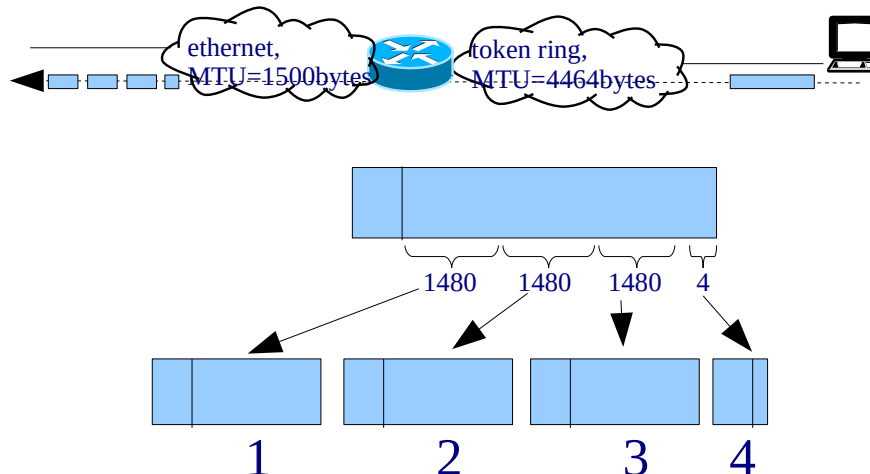 ethernet,
MTU=1500bytes
token ring,
MTU=4464bytes
1480
1480
1480
4
1
2
3
4